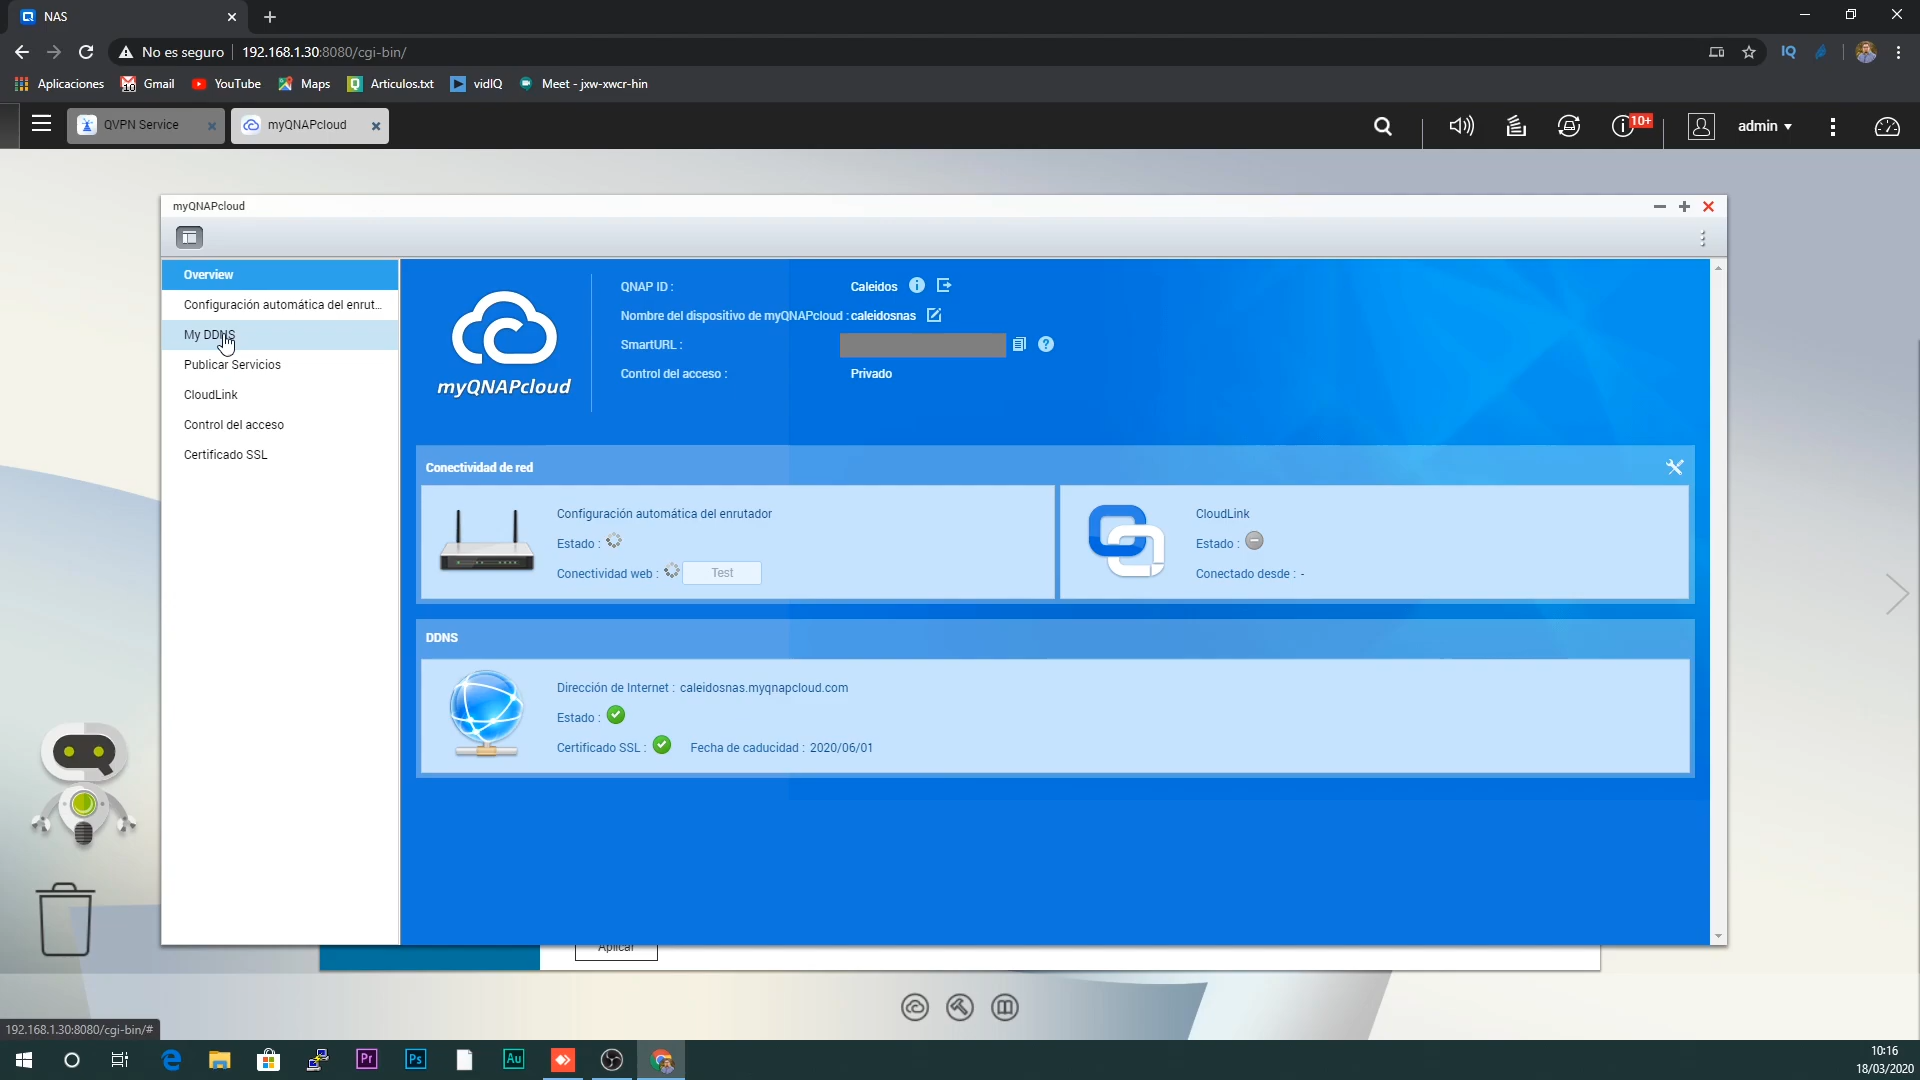 NAS
No es seguro
192.168.1.30:8080/cgi-bin/
IQ
Aplicaciones
10
Gmail
YouTube
Maps
Articulos.txt
vidIQ
Meet - jxw-xwcr-hin
QVPN Service
myQNAPcloud
10+
admin
myQNAPcloud
Overview
Configuración automática del enrut...
My DDNS
Publicar Servicios
CloudLink
Control del acceso
Certificado SSL
myQNAPcloud
QNAP ID :
Caleidos
Nombre del dispositivo de myQNAPcloud :
caleidosnas
SmartURL :
Control del acceso :
Privado
Conectividad de red
Configuración automática del enrutador
Estado :
Conectividad web :
Test
CloudLink
Estado :
Conectado desde : -
DDNS
Dirección de Internet : caleidosnas.myqnapcloud.com
Estado :
Certificado SSL :
Fecha de caducidad : 2020/06/01
Aplicar
192.168.1.30:8080/cgi-bin/#
Pr
Ps
Au
10:16
18/03/2020